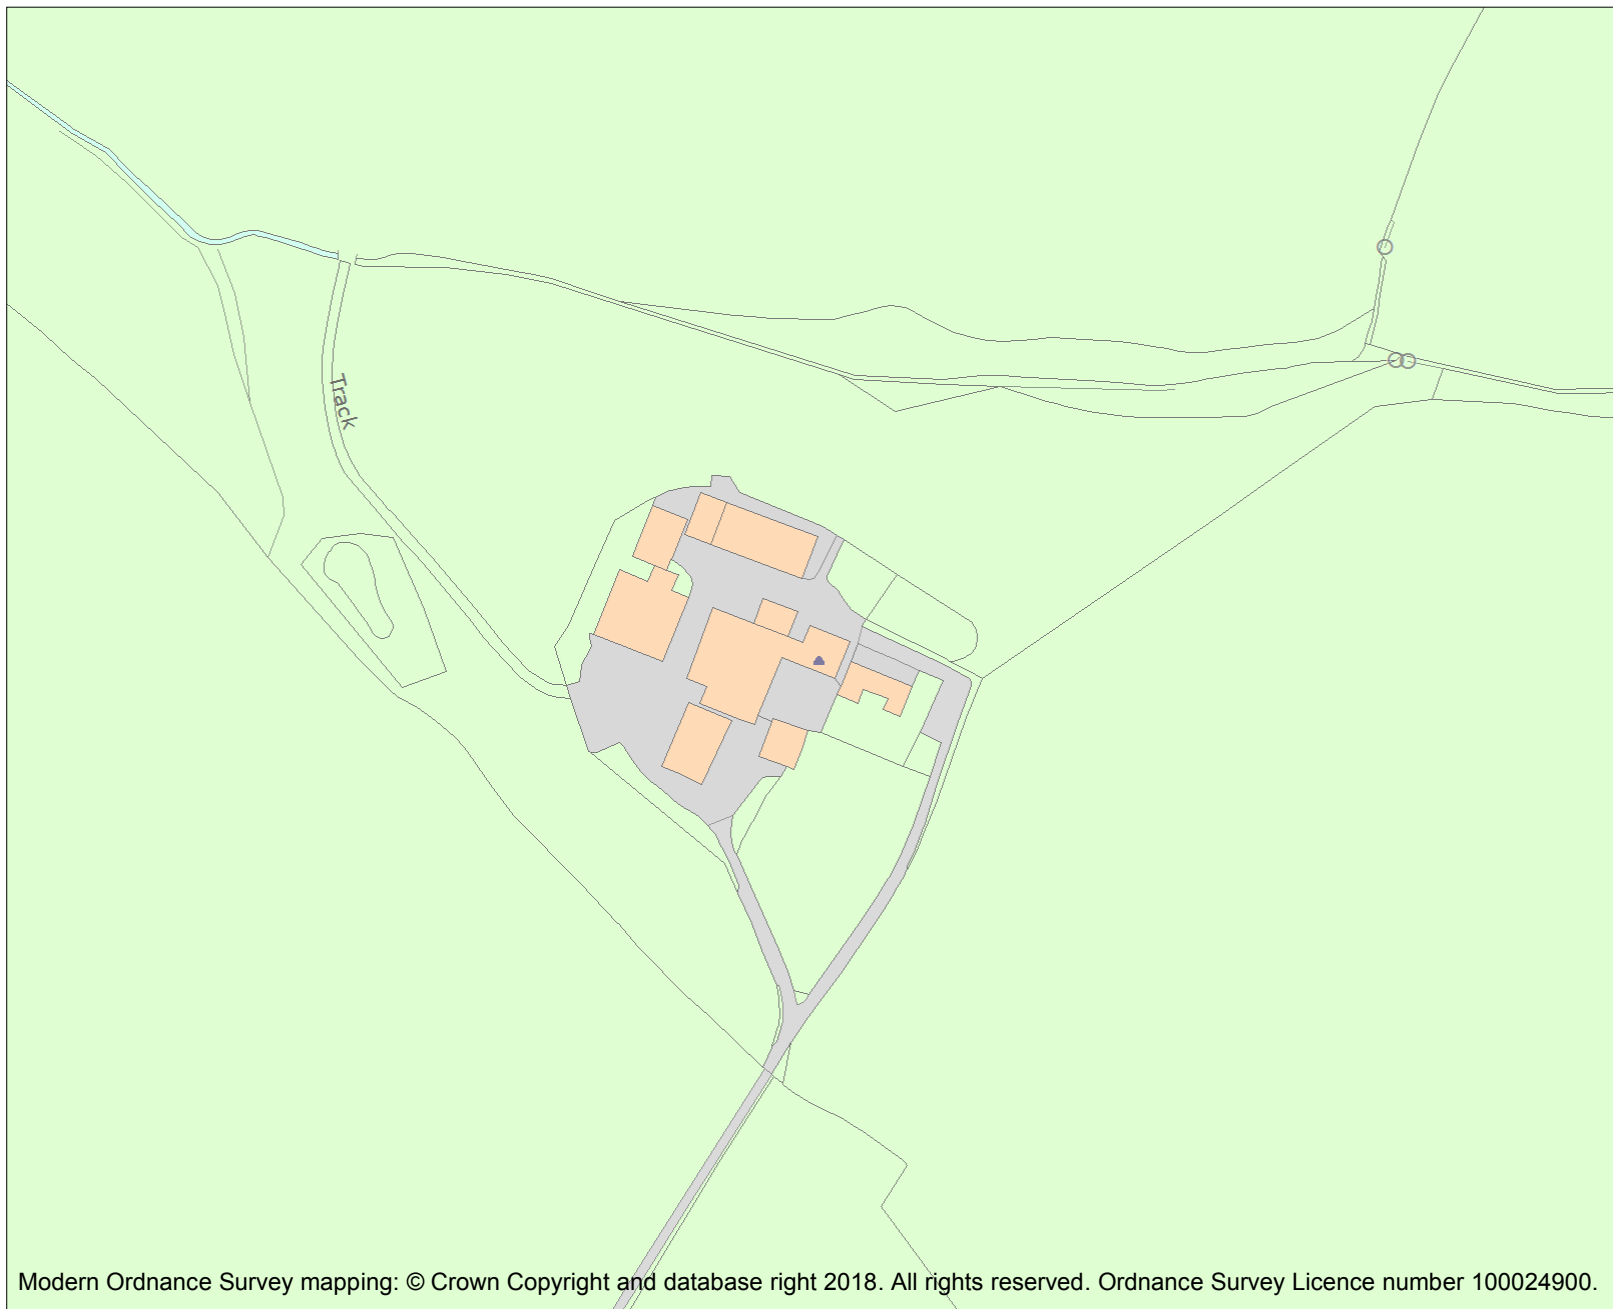 Track
Modern Ordnance Survey mapping: © Crown Copyright and database right 2018. All rights reserved. Ordnance Survey Licence number 100024900.